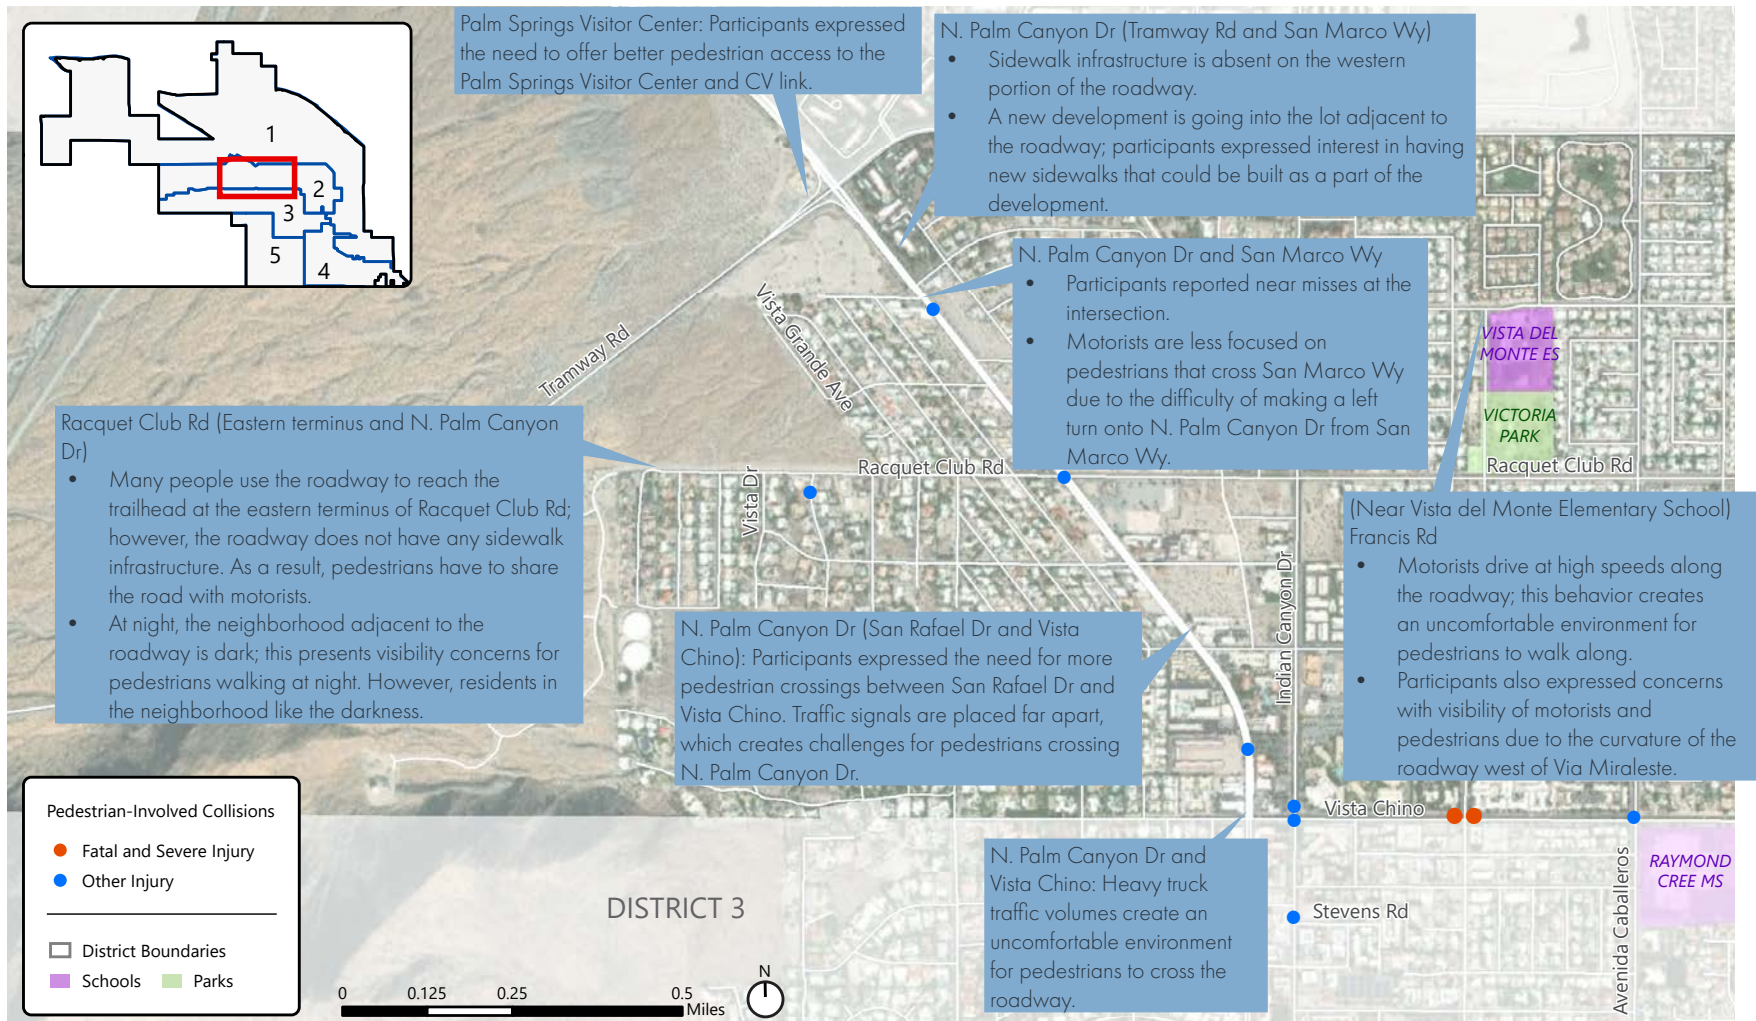 Palm Springs Visitor Center: Participants expressed
the need to offer better pedestrian access to the
Palm Springs Visitor Center and CV link.
N. Palm Canyon Dr (Tramway Rd and San Marco Wy)
• Sidewalk infrastructure is absent on the western
portion of the roadway.
• A new development is going into the lot adjacent to
the roadway; participants expressed interest in having
new sidewalks that could be built as a part of the
development.
1
2
3
5
4
N. Palm Canyon Dr and San Marco Wy
• Participants reported near misses at the
intersection.
• Motorists are less focused on
pedestrians that cross San Marco Wy
due to the difficulty of making a left
turn onto N. Palm Canyon Dr from San
Marco Wy.
Vista Grande Ave
Tramway Rd
VISTA DEL
MONTE ES
VICTORIA
PARK
Racquet Club Rd
Racquet Club Rd
Vista Dr
Racquet Club Rd (Eastern terminus and N. Palm Canyon
Dr)
• Many people use the roadway to reach the
trailhead at the eastern terminus of Racquet Club Rd;
however, the roadway does not have any sidewalk
infrastructure. As a result, pedestrians have to share
the road with motorists.
• At night, the neighborhood adjacent to the
roadway is dark; this presents visibility concerns for
pedestrians walking at night. However, residents in
the neighborhood like the darkness.
(Near Vista del Monte Elementary School)
Francis Rd
• Motorists drive at high speeds along
the roadway; this behavior creates
an uncomfortable environment for
pedestrians to walk along.
• Participants also expressed concerns
with visibility of motorists and
pedestrians due to the curvature of the
roadway west of Via Miraleste.
Indian Canyon Dr
N. Palm Canyon Dr (San Rafael Dr and Vista
Chino): Participants expressed the need for more
pedestrian crossings between San Rafael Dr and
Vista Chino. Traffic signals are placed far apart,
which creates challenges for pedestrians crossing
N. Palm Canyon Dr.
Vista Chino
N. Palm Canyon Dr and
Vista Chino: Heavy truck
traffic volumes create an
uncomfortable environment
for pedestrians to cross the
roadway.
Stevens Rd
Avenida Caballeros
RAYMOND
CREE MS
DISTRICT 3
Pedestrian-Involved Collisions
Fatal and Severe Injury
Other Injury
District Boundaries
Schools Parks
0 0.125 0.25 0.5
Miles
N